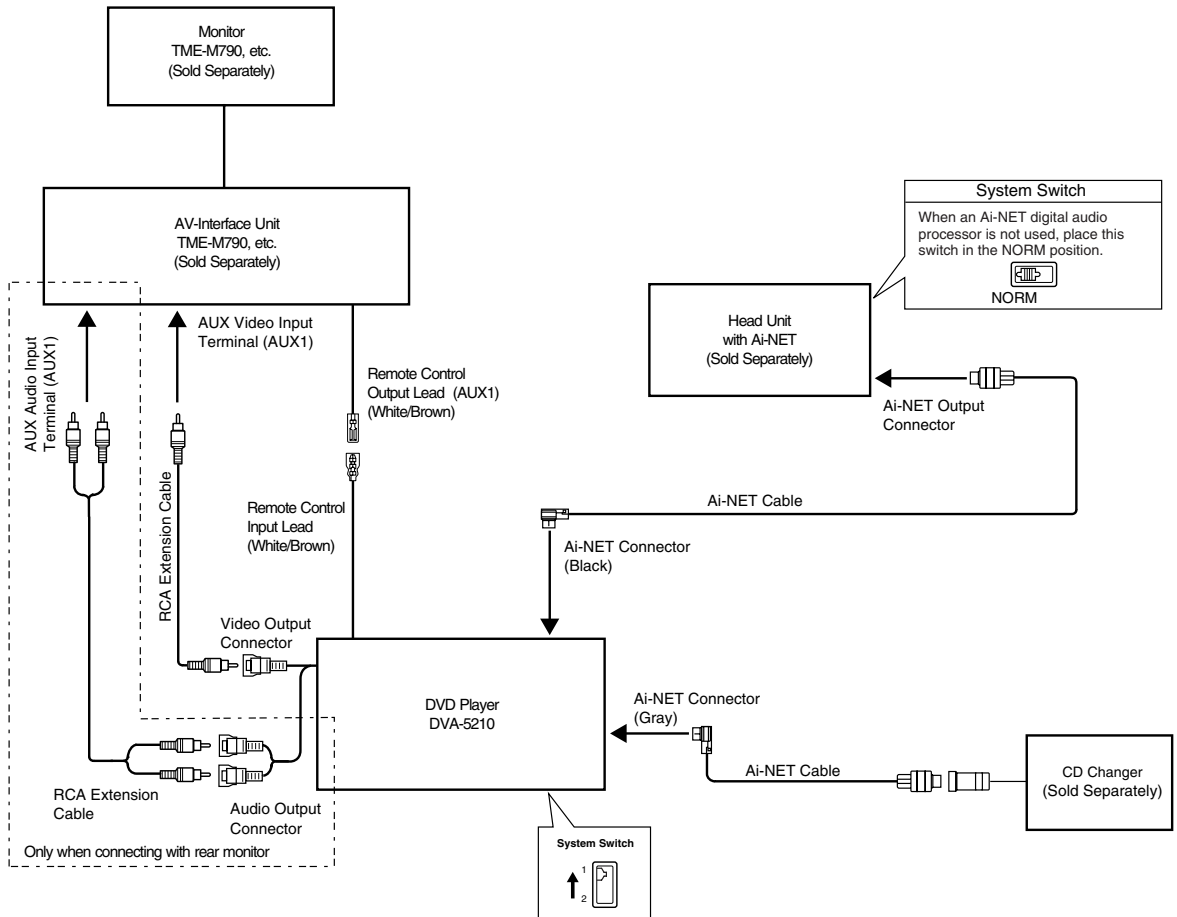 Monitor
TME-M790, etc.
(Sold Separately)
AV-Interface Unit
TME-M790, etc.
(Sold Separately)
System Switch
When an Ai-NET digital audio
processor is not used, place this
switch in the NORM position.
NORM
Head Unit
with Ai-NET
(Sold Separately)
AUX Audio Input
Terminal (AUX1)
AUX Video Input
Terminal (AUX1)
Remote Control
Output Lead (AUX1)
(White/Brown)
Ai-NET Output
Connector
RCA Extension Cable
Remote Control
Input Lead
(White/Brown)
Ai-NET Cable
Ai-NET Connector
(Black)
Video Output
Connector
DVD Player
DVA-5210
Ai-NET Connector
(Gray)
Ai-NET Cable
CD Changer
(Sold Separately)
RCA Extension
Cable
Audio Output
Connector
Only when connecting with rear monitor
System Switch
1
2